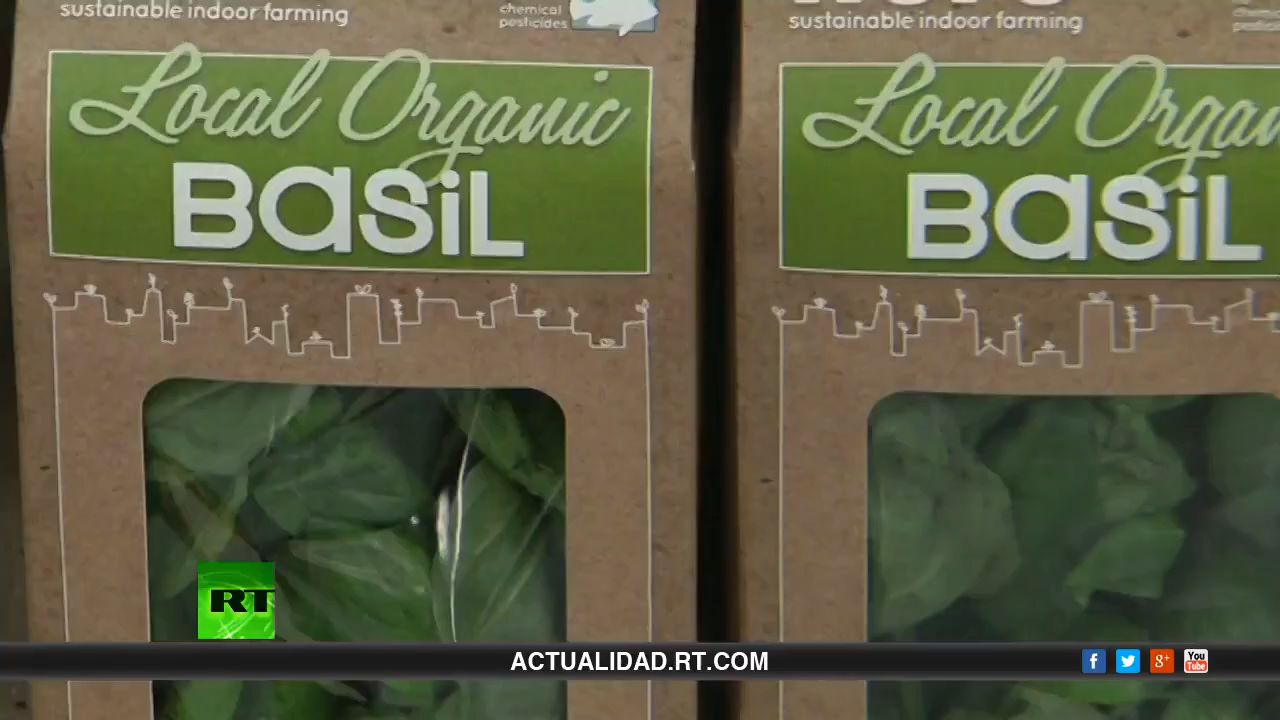 sustainable indoor farming
chemical
pesticides
Local Organic
BasiL
sustainable indoor farming
Local Organ
BasiL
RT
ACTUALIDAD.RT.COM
f
g+
You
Tube